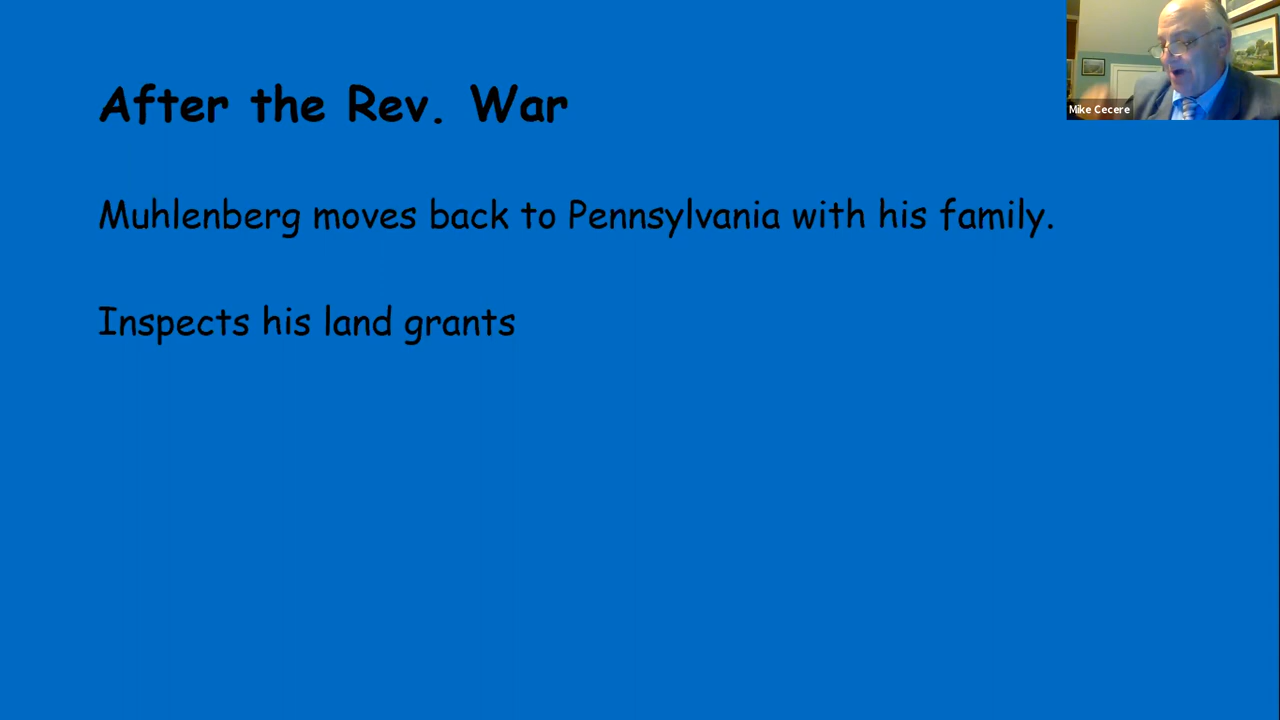 After the Rev. War
Mike Cecere
Muhlenberg moves back to Pennsylvania with his family.
Inspects his land grants